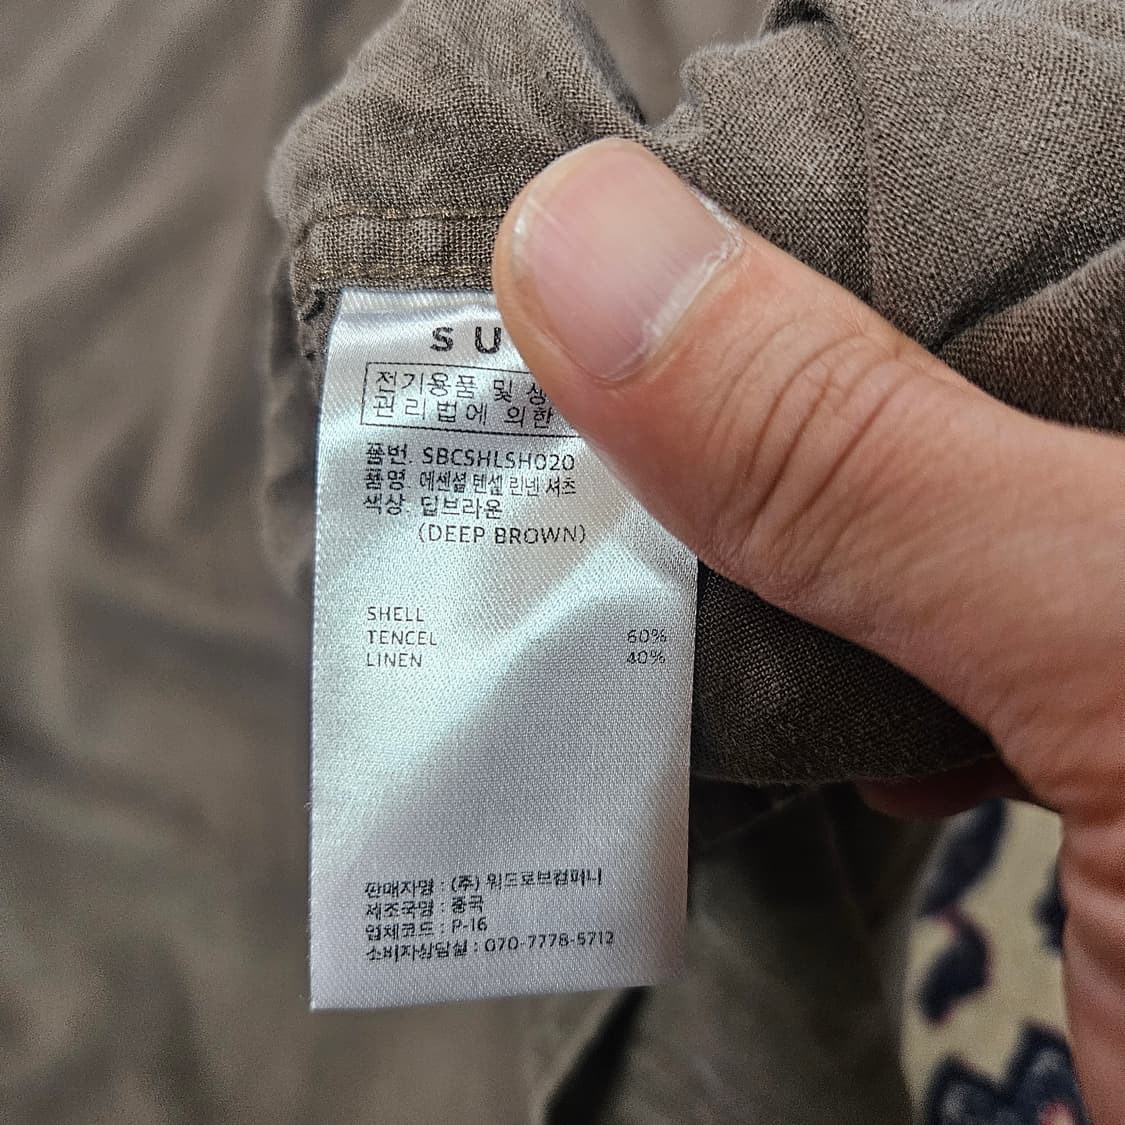 SU
전기용품 및 생
관리법에 의한
품번. SBCSHLSH020
품명. 에센셜 텐셀 린넨 셔츠
색상. 딥브라운
(DEEP BROWN)
SHELL
TENCEL 60%
LINEN 40%
판매자명 : (주) 워드로브컴퍼니
제조국명 : 중국
업체코드 : P-16
소비자상담실 : 070-7778-5712